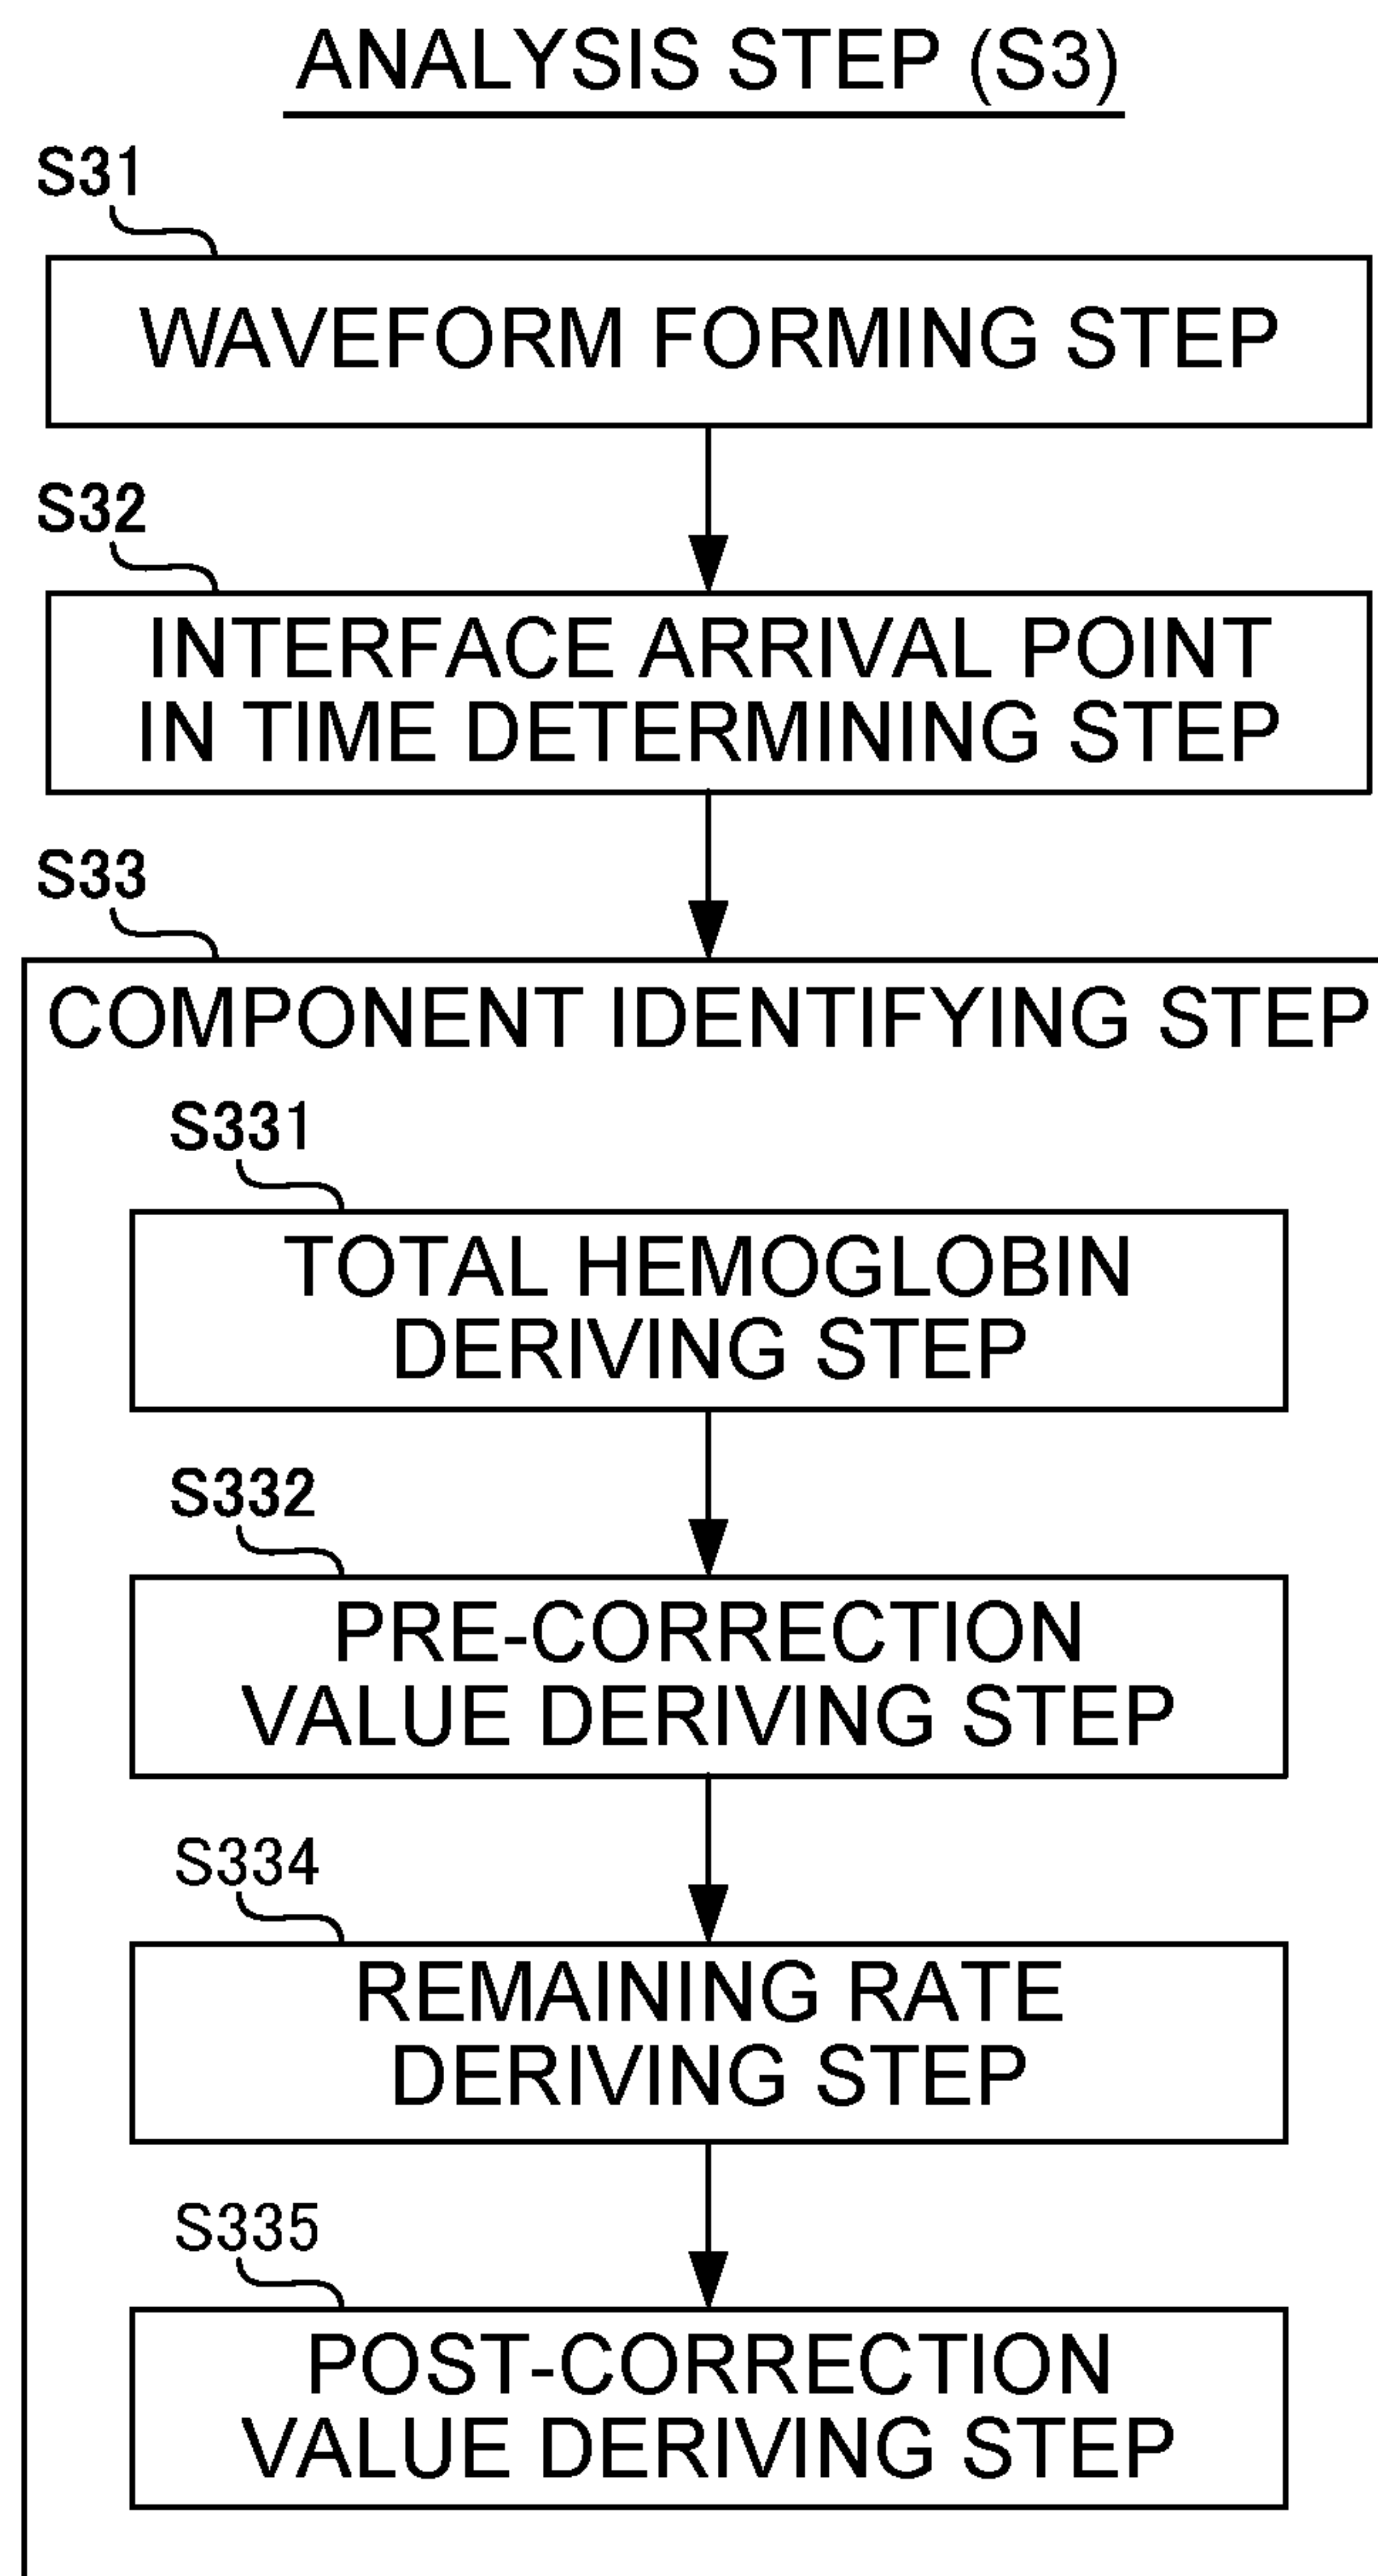 ANALYSIS STEP (S3)
S31
WAVEFORM FORMING STEP
S32
INTERFACE ARRIVAL POINT
IN TIME DETERMINING STEP
S33
COMPONENT IDENTIFYING STEP
S331
TOTAL HEMOGLOBIN
DERIVING STEP
S332
PRE-CORRECTION
VALUE DERIVING STEP
S334
REMAINING RATE
DERIVING STEP
S335
POST-CORRECTION
VALUE DERIVING STEP